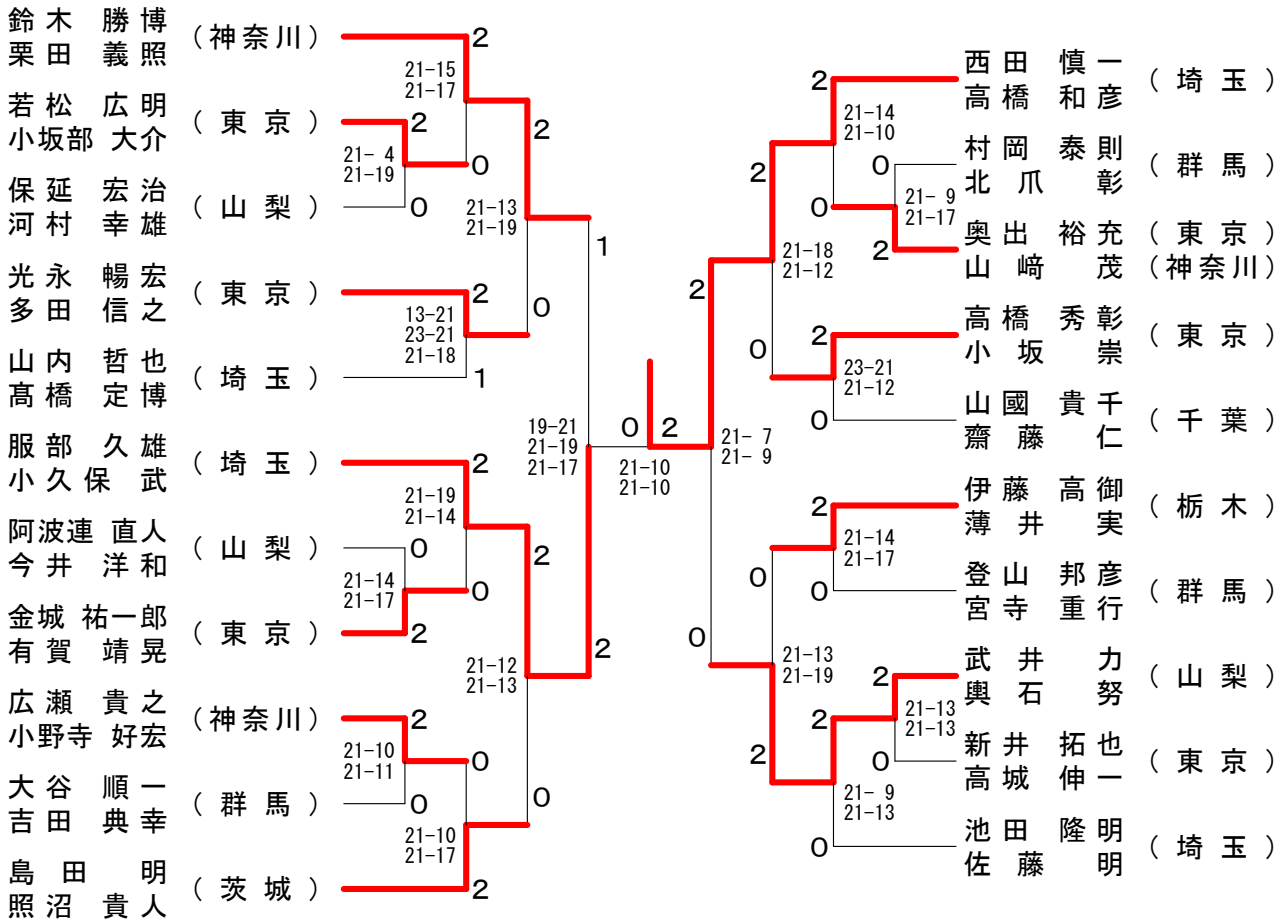 鈴木 勝博
栗田 義照
(神奈川)
2
21-15
21-17
若松 広明
小坂部 大介
(東京)
2
2
21- 4
21-19
0
保延 宏治
河村 幸雄
(山梨)
0
21-13
21-19
1
光永 暢宏
多田 信之
(東京)
2
0
13-21
23-21
21-18
山内 哲也
髙橋 定博
(埼玉)
1
19-21
21-19
21-17
服部 久雄
小久保 武
(埼玉)
2
21-19
21-14
阿波連 直人
今井 洋和
(山梨)
0
2
21-14
21-17
0
金城 祐一郎
有賀 靖晃
(東京)
2
2
21-12
21-13
広瀬 貴之
小野寺 好宏
(神奈川)
2
21-10
21-11
0
大谷 順一
吉田 典幸
(群馬)
0
0
21-10
21-17
島田 明
照沼 貴人
(茨城)
2
0 2
21-10
21-10
西田 慎一
高橋 和彦
(埼玉)
2
21-14
21-10
村岡 泰則
北爪 彰
(群馬)
0
2
21- 9
21-17
0
奥出 裕充
山﨑 茂
(東京)
(神奈川)
2
21-18
21-12
2
高橋 秀彰
小坂 崇
(東京)
2
0
23-21
21-12
山國 貴千
齋藤 仁
(千葉)
0
21- 7
21- 9
伊藤 高御
薄井 実
(栃木)
2
21-14
21-17
0
登山 邦彦
宮寺 重行
(群馬)
0
0
21-13
21-19
武井 力
輿石 努
(山梨)
2
2
21-13
21-13
2
新井 拓也
高城 伸一
(東京)
0
21- 9
21-13
池田 隆明
佐藤 明
(埼玉)
0